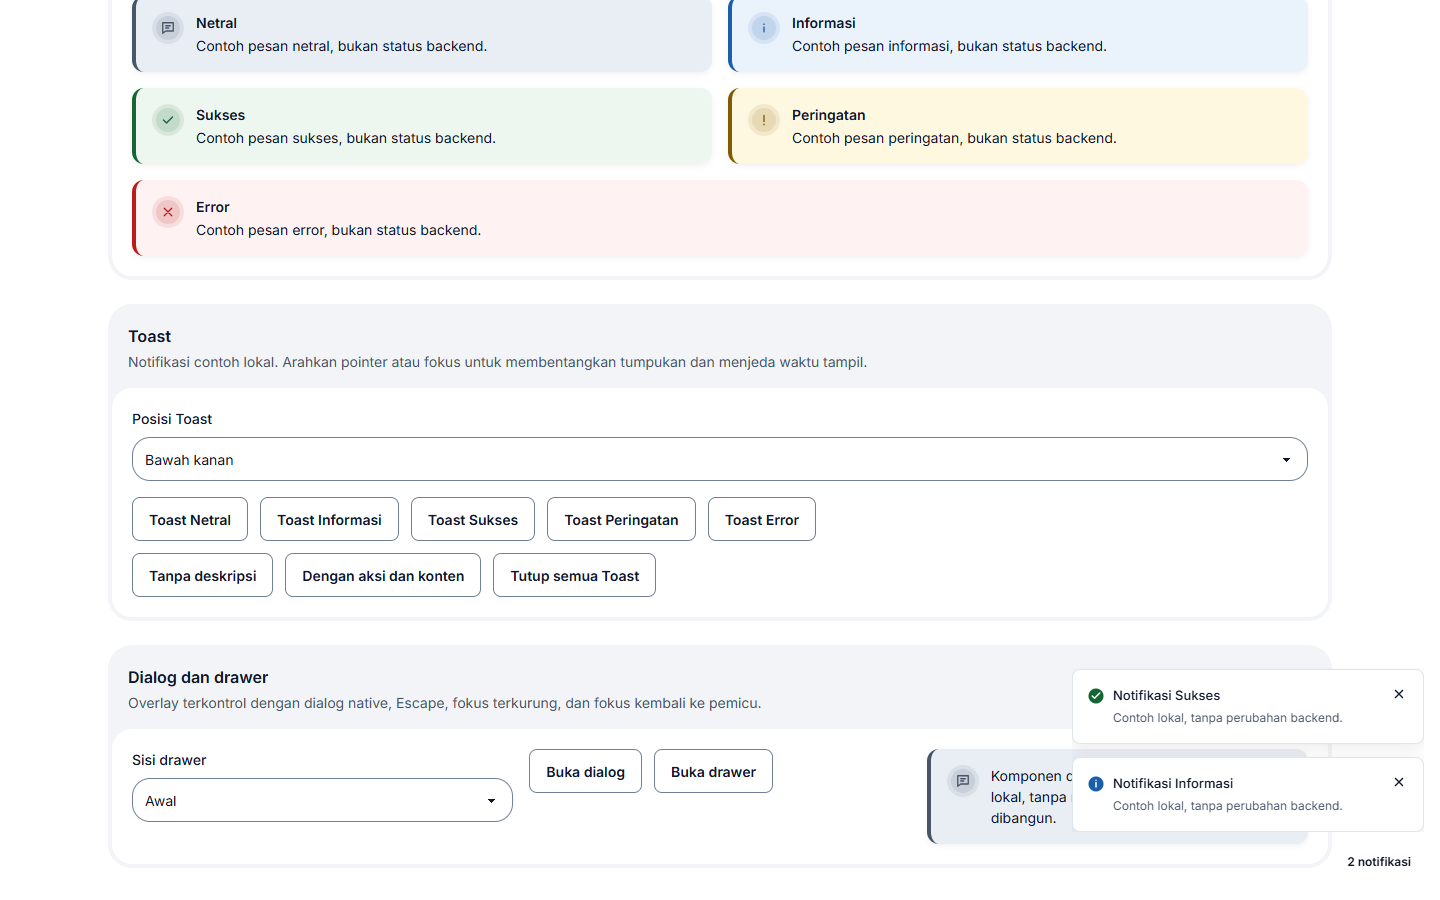 Netral
Contoh pesan netral, bukan status backend.
Informasi
Contoh pesan informasi, bukan status backend.
Sukses
Contoh pesan sukses, bukan status backend.
Peringatan
Contoh pesan peringatan, bukan status backend.
Error
Contoh pesan error, bukan status backend.
Toast
Notifikasi contoh lokal. Arahkan pointer atau fokus untuk membentangkan tumpukan dan menjeda waktu tampil.
Posisi Toast
Bawah kanan
Toast Netral
Toast Informasi
Toast Sukses
Toast Peringatan
Toast Error
Tanpa deskripsi
Dengan aksi dan konten
Tutup semua Toast
Dialog dan drawer
Overlay terkontrol dengan dialog native, Escape, fokus terkurung, dan fokus kembali ke pemicu.
Sisi drawer
Awal
Buka dialog
Buka drawer
Komponen
lokal, tanpa
dibangun.
Notifikasi Sukses
Contoh lokal, tanpa perubahan backend.
Notifikasi Informasi
Contoh lokal, tanpa perubahan backend.
2 notifikasi